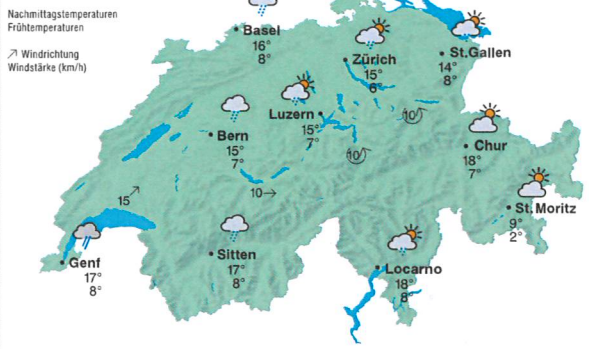 Nachmittagstemperaturen
Frühtemperaturen
↗ Windrichtung
Windstärke (km/h)
Basel
16°
8°
Zürich
15°
6°
St.Gallen
14°
8°
Luzern
15°
7°
10
Bern
15°
7°
10
Chur
18°
7°
15
10
St.Moritz
9°
2°
Genf
17°
8°
Sitten
17°
8°
Locarno
18°
8°